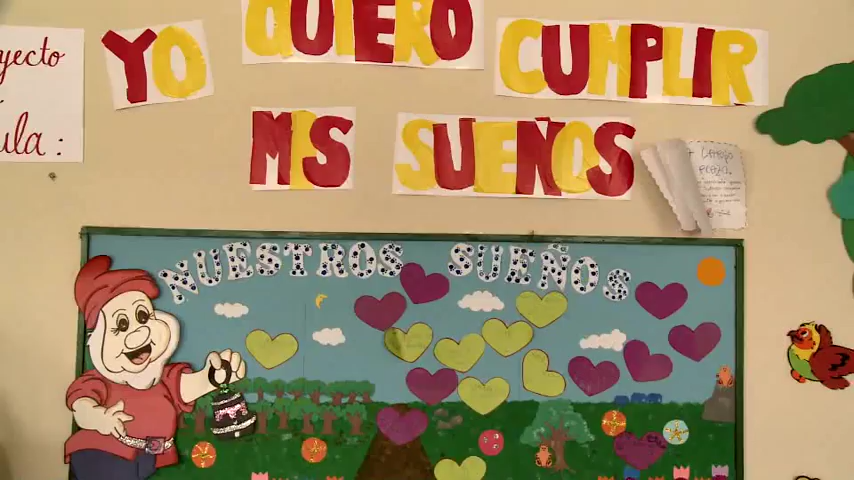 yecto
ula:
YO QUIERO CUMPLIR
MIS SUEÑOS
NUESTROS SUEÑOS